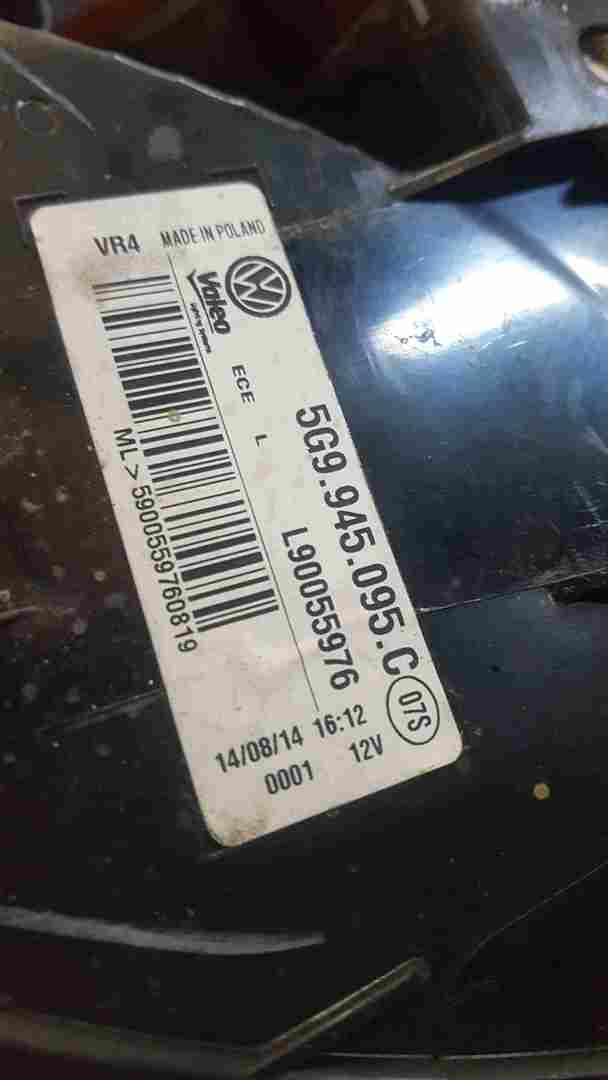 VR4 MADE IN POLAND
Valeo
ECE L
5G9.945.095.C
L90055976
07S
ML>5900559760819
14/08/14 16:12
0001 12V